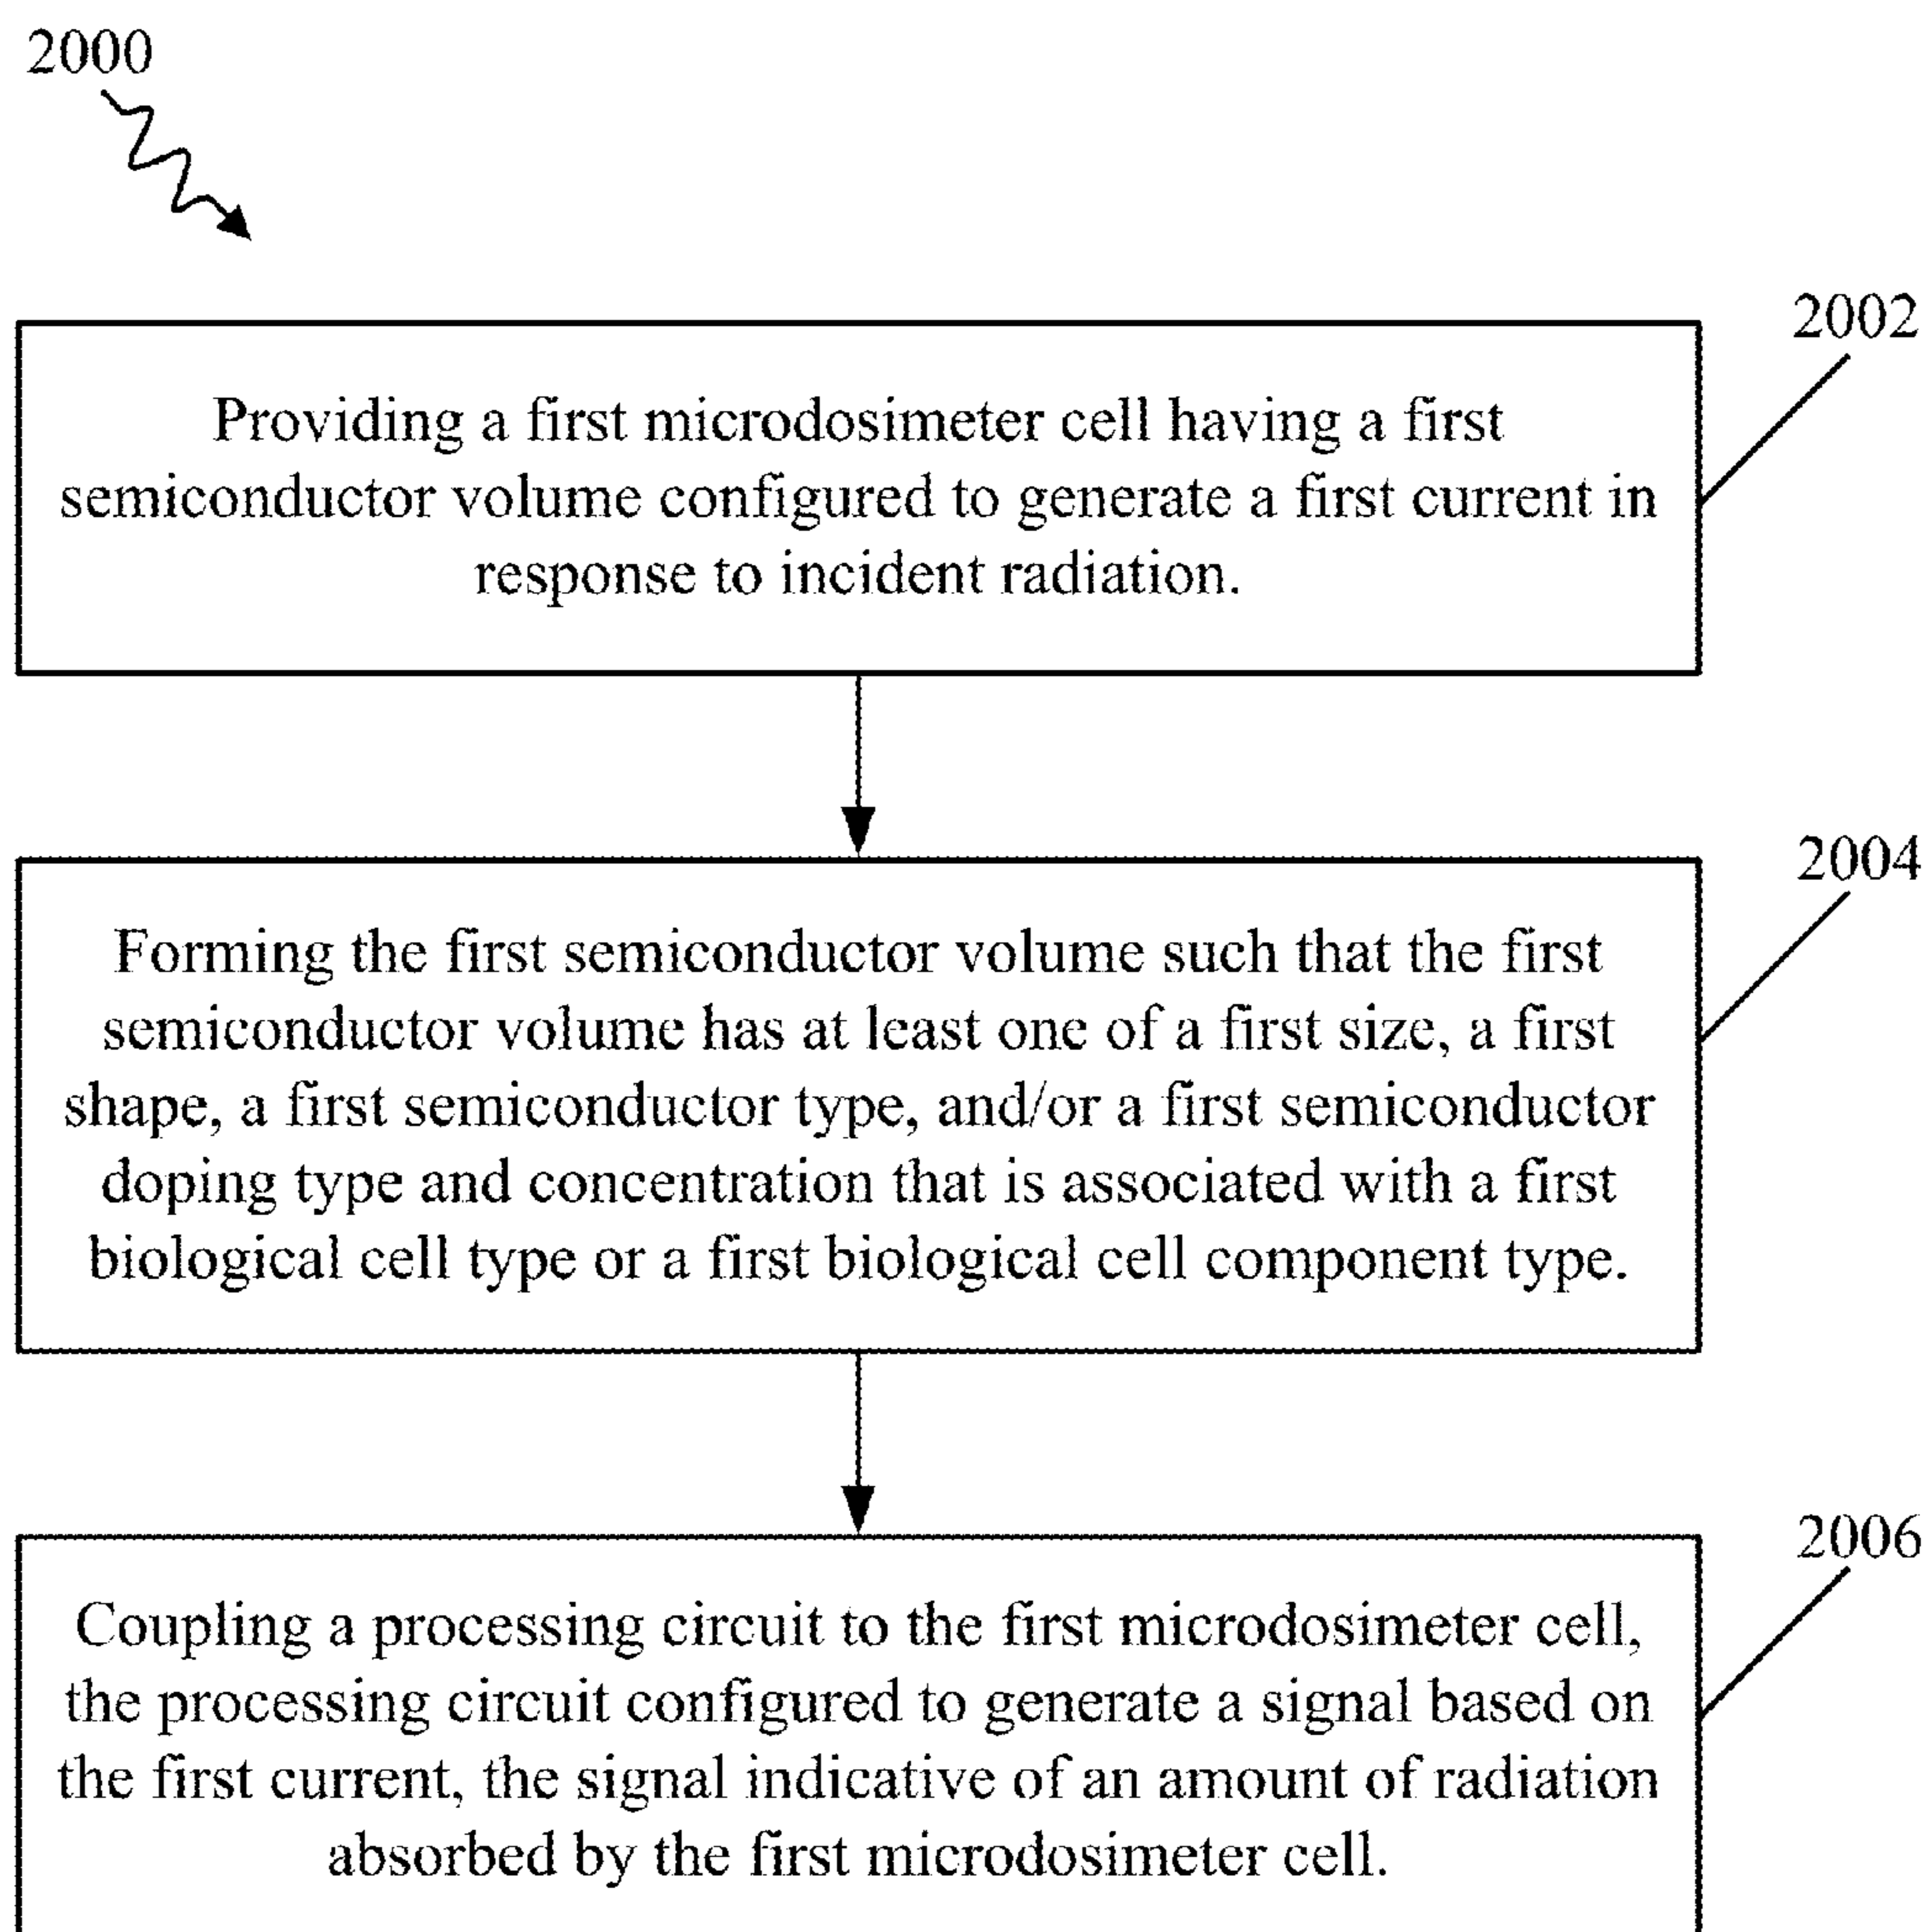 2000
2002
Providing a first microdosimeter cell having a first
semiconductor volume configured to generate a first current in
response to incident radiation.
2004
Forming the first semiconductor volume such that the first
semiconductor volume has at least one of a first size, a first
shape, a first semiconductor type, and/or a first semiconductor
doping type and concentration that is associated with a first
biological cell type or a first biological cell component type.
2006
Coupling a processing circuit to the first microdosimeter cell,
the processing circuit configured to generate a signal based on
the first current, the signal indicative of an amount of radiation
absorbed by the first microdosimeter cell.